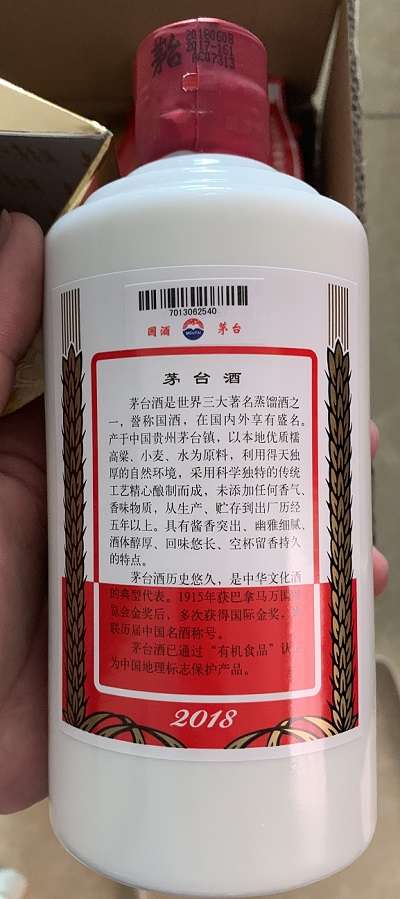 茅台
20180608
2017-161
7013062540
国酒
MOUTAI
茅台
茅台酒
茅台酒是世界三大著名蒸馏酒之
一，誉称国酒，在国内外享有盛名。
产于中国贵州茅台镇，以本地优质糯
高粱、小麦、水为原料，利用得天独
厚的自然环境，采用科学独特的传统
工艺精心酿制而成，未添加任何香气、
香味物质，从生产、贮存到出厂历经
五年以上。具有酱香突出、幽雅细腻、
酒体醇厚、回味悠长、空杯留香持久
的特点。
茅台酒历史悠久，是中华文化酒
的典型代表。1915年获巴拿马万国博
览会金奖后，多次获得国际金奖，
联历届中国名酒称号。
茅台酒已通过“有机食品”认
为中国地理标志保护产品。
2018